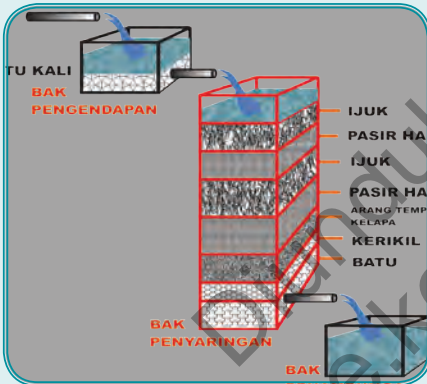 TU KALI
BAK
PENGENDAPAN
IJUK
PASIR HA
IJUK
PASIR HA
ARANG TEMP
KELAPA
KERIKIL
BATU
BAK
PENYARINGAN
BAK